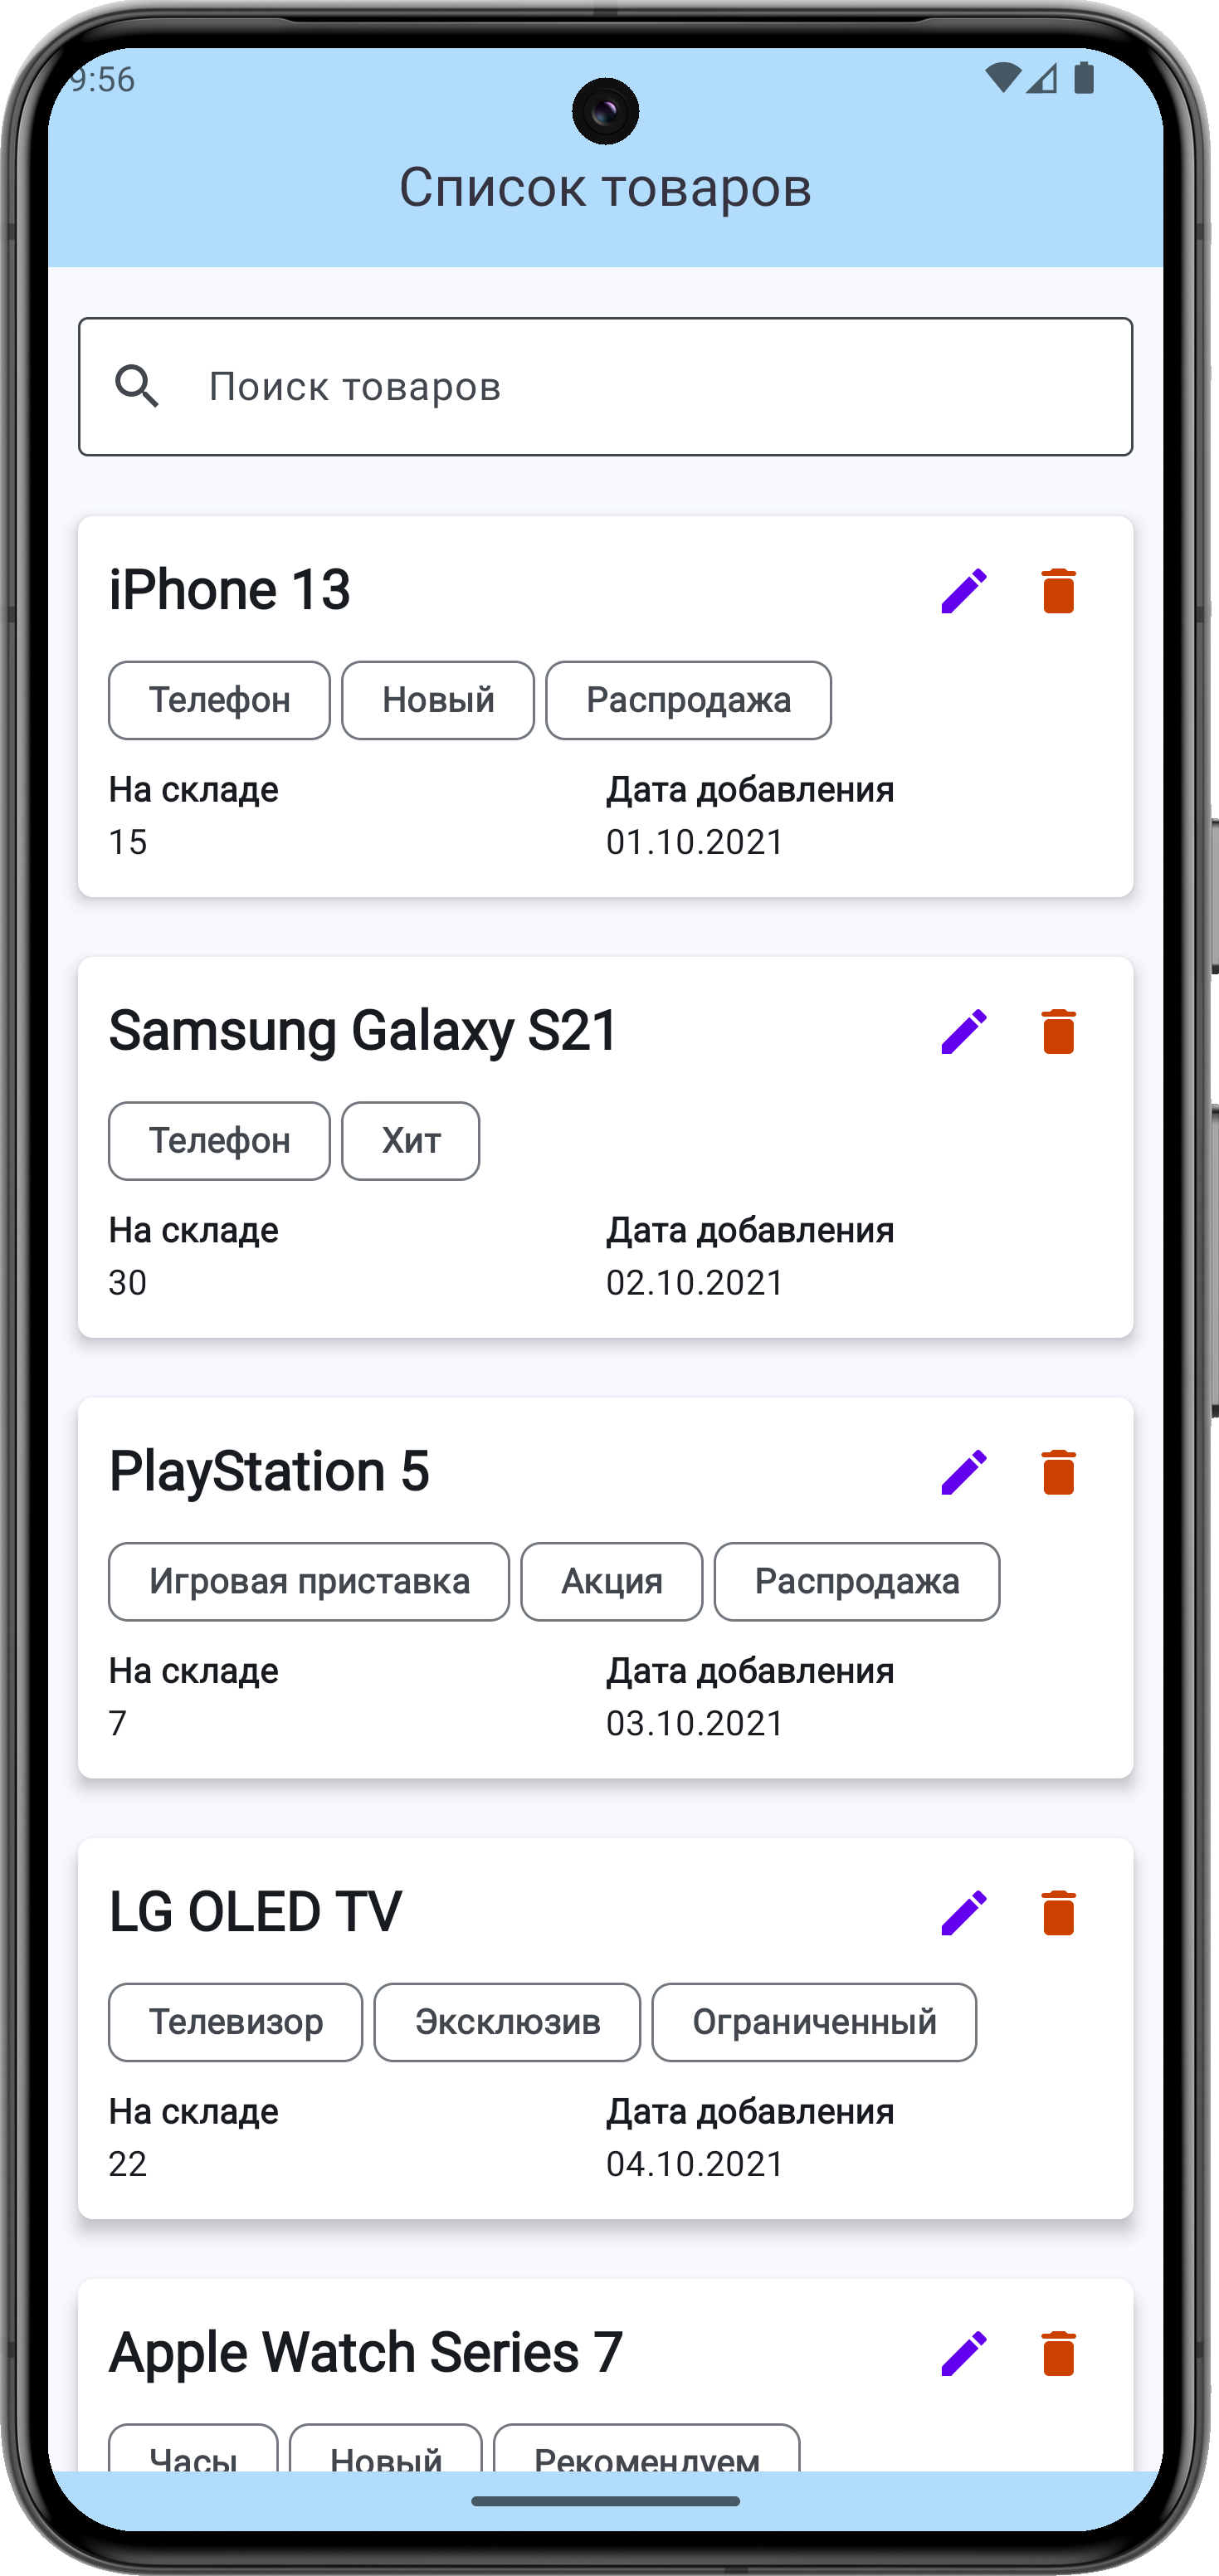 9:56
Список товаров
Поиск товаров
iPhone 13
Телефон Новый Распродажа
На складе Дата добавления
15 01.10.2021
Samsung Galaxy S21
Телефон Хит
На складе Дата добавления
30 02.10.2021
PlayStation 5
Игровая приставка Акция Распродажа
На складе Дата добавления
7 03.10.2021
LG OLED TV
Телевизор Эксклюзив Ограниченный
На складе Дата добавления
22 04.10.2021
Apple Watch Series 7
Часы Новый Рекомендуем